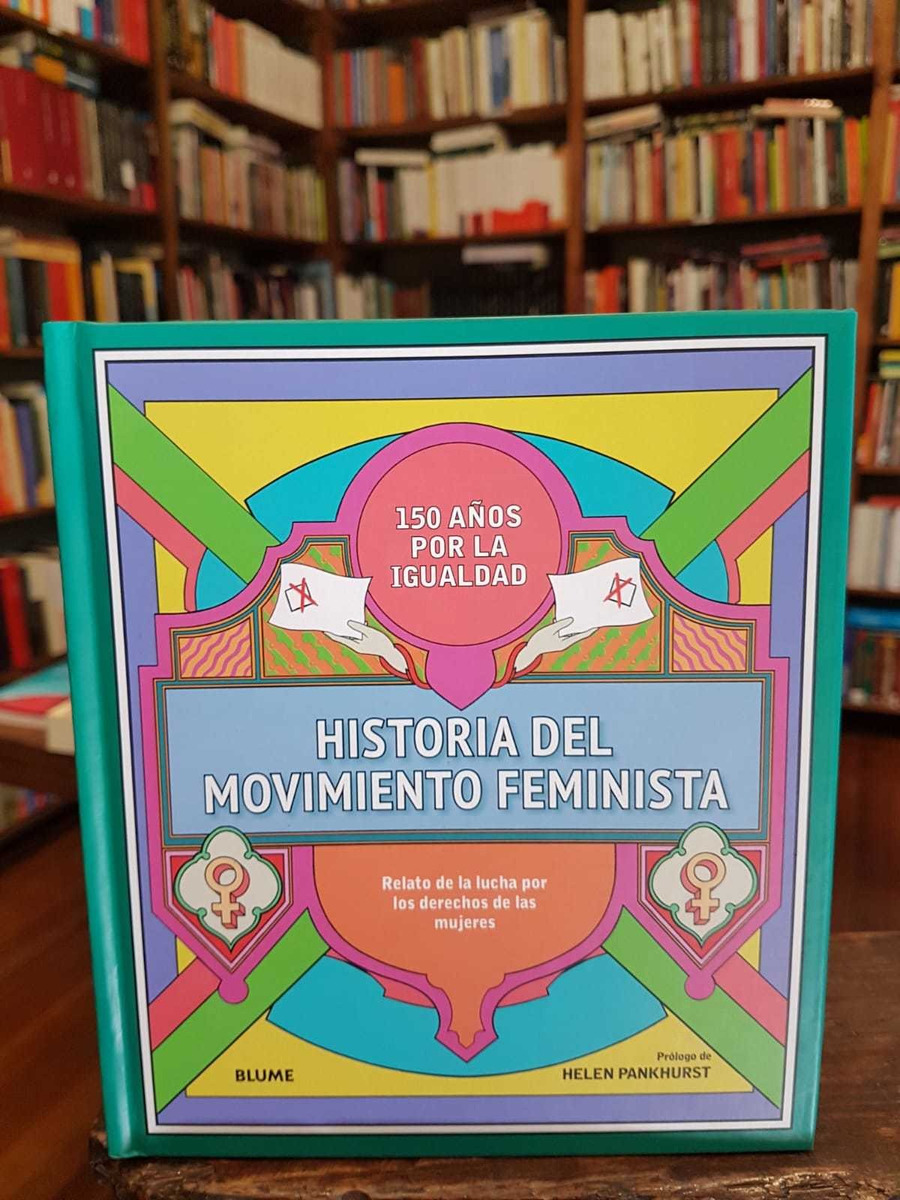 150 AÑOS
POR LA
IGUALDAD
HISTORIA DEL
MOVIMIENTO FEMINISTA
Relato de la lucha por
los derechos de las
mujeres
BLUME
Prólogo de
HELEN PANKHURST